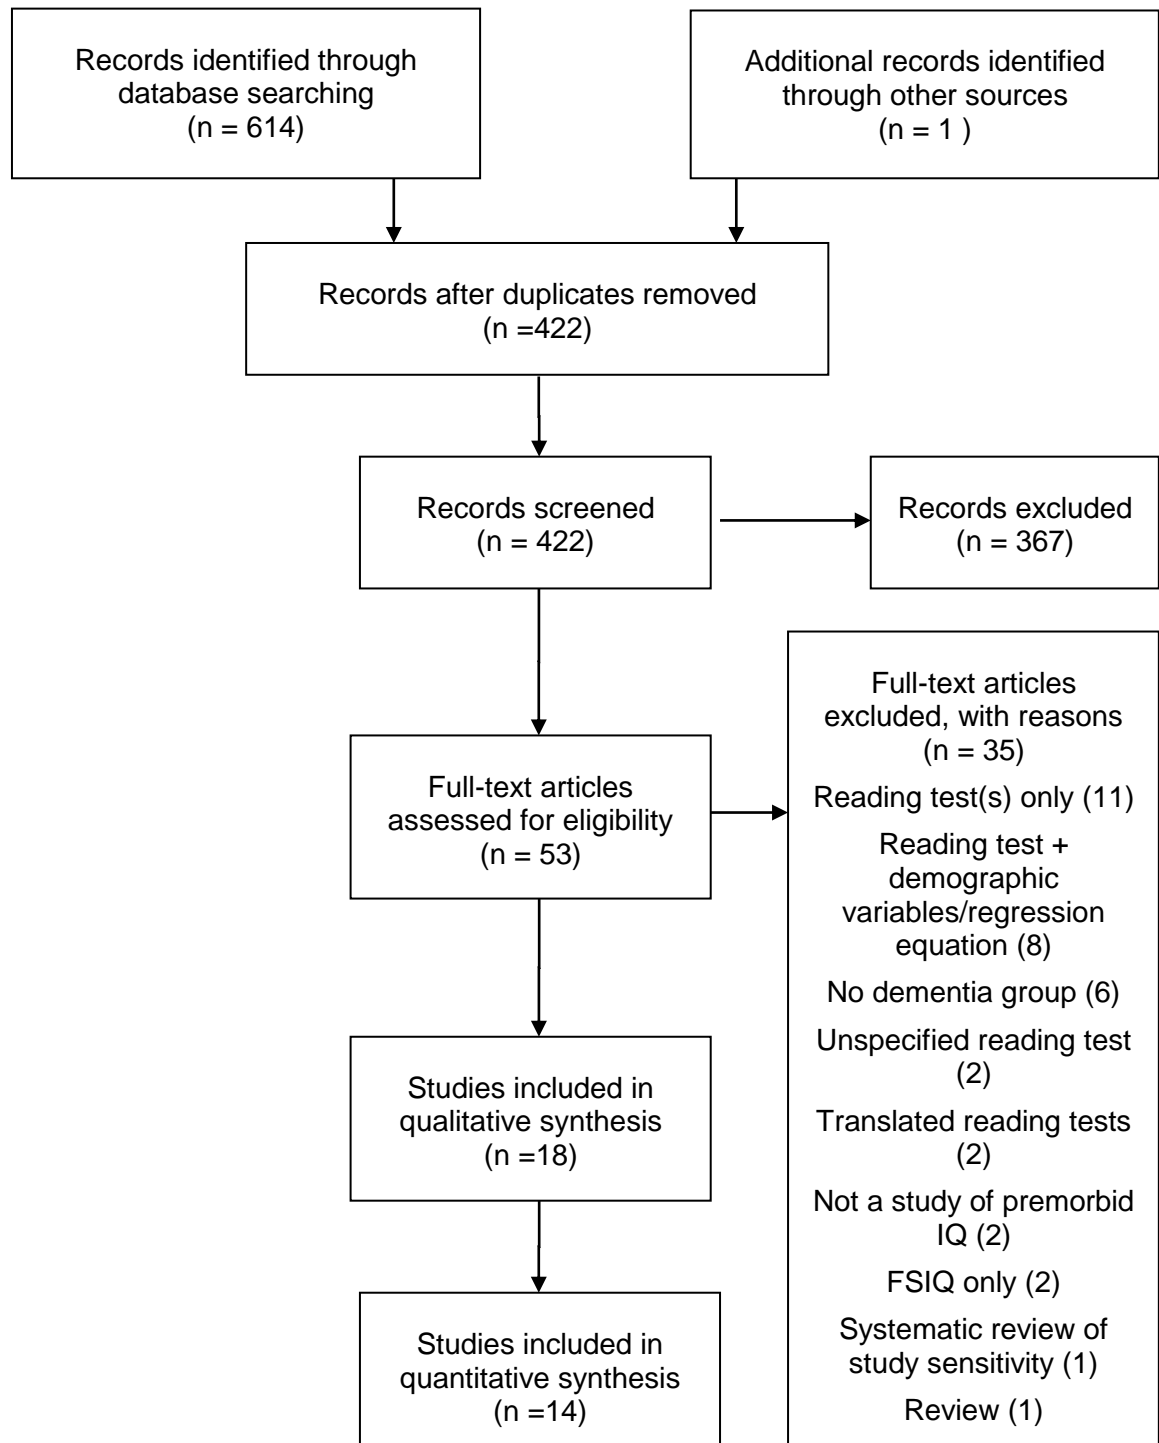 Records identified through
database searching
(n = 614)
Additional records identified
through other sources
(n = 1 )
Records after duplicates removed
(n =422)
Records screened
(n = 422)
Records excluded
(n = 367)
Full-text articles
assessed for eligibility
(n = 53)
Full-text articles
excluded, with reasons
(n = 35)
Reading test(s) only (11)
Reading test +
demographic
variables/regression
equation (8)
No dementia group (6)
Unspecified reading test
(2)
Translated reading tests
(2)
Not a study of premorbid
IQ (2)
FSIQ only (2)
Systematic review of
study sensitivity (1)
Review (1)
Studies included in
qualitative synthesis
(n =18)
Studies included in
quantitative synthesis
(n =14)